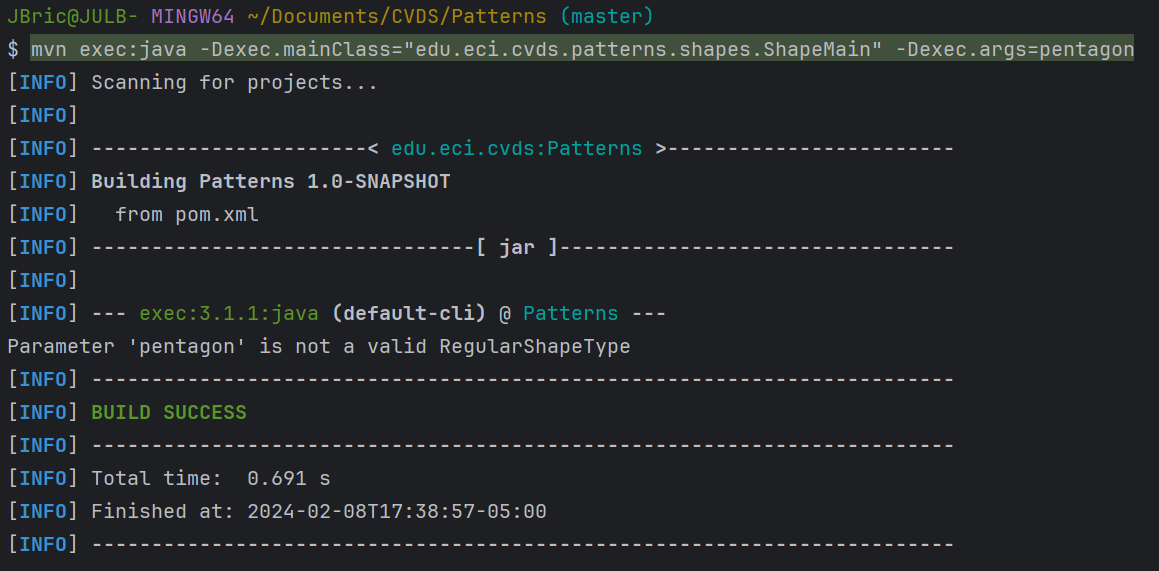 JBric@JULB- MINGW64 ~/Documents/CVDS/Patterns (master)
$ mvn exec:java -Dexec.mainClass="edu.eci.cvds.patterns.shapes.ShapeMain" -Dexec.args=pentagon
[INFO] Scanning for projects...
[INFO]
[INFO] -----------------------< edu.eci.cvds:Patterns >------------------------
[INFO] Building Patterns 1.0-SNAPSHOT
[INFO]   from pom.xml
[INFO] --------------------------------[ jar ]---------------------------------
[INFO]
[INFO] --- exec:3.1.1:java (default-cli) @ Patterns ---
Parameter 'pentagon' is not a valid RegularShapeType
[INFO] ------------------------------------------------------------------------
[INFO] BUILD SUCCESS
[INFO] ------------------------------------------------------------------------
[INFO] Total time:  0.691 s
[INFO] Finished at: 2024-02-08T17:38:57-05:00
[INFO] ------------------------------------------------------------------------